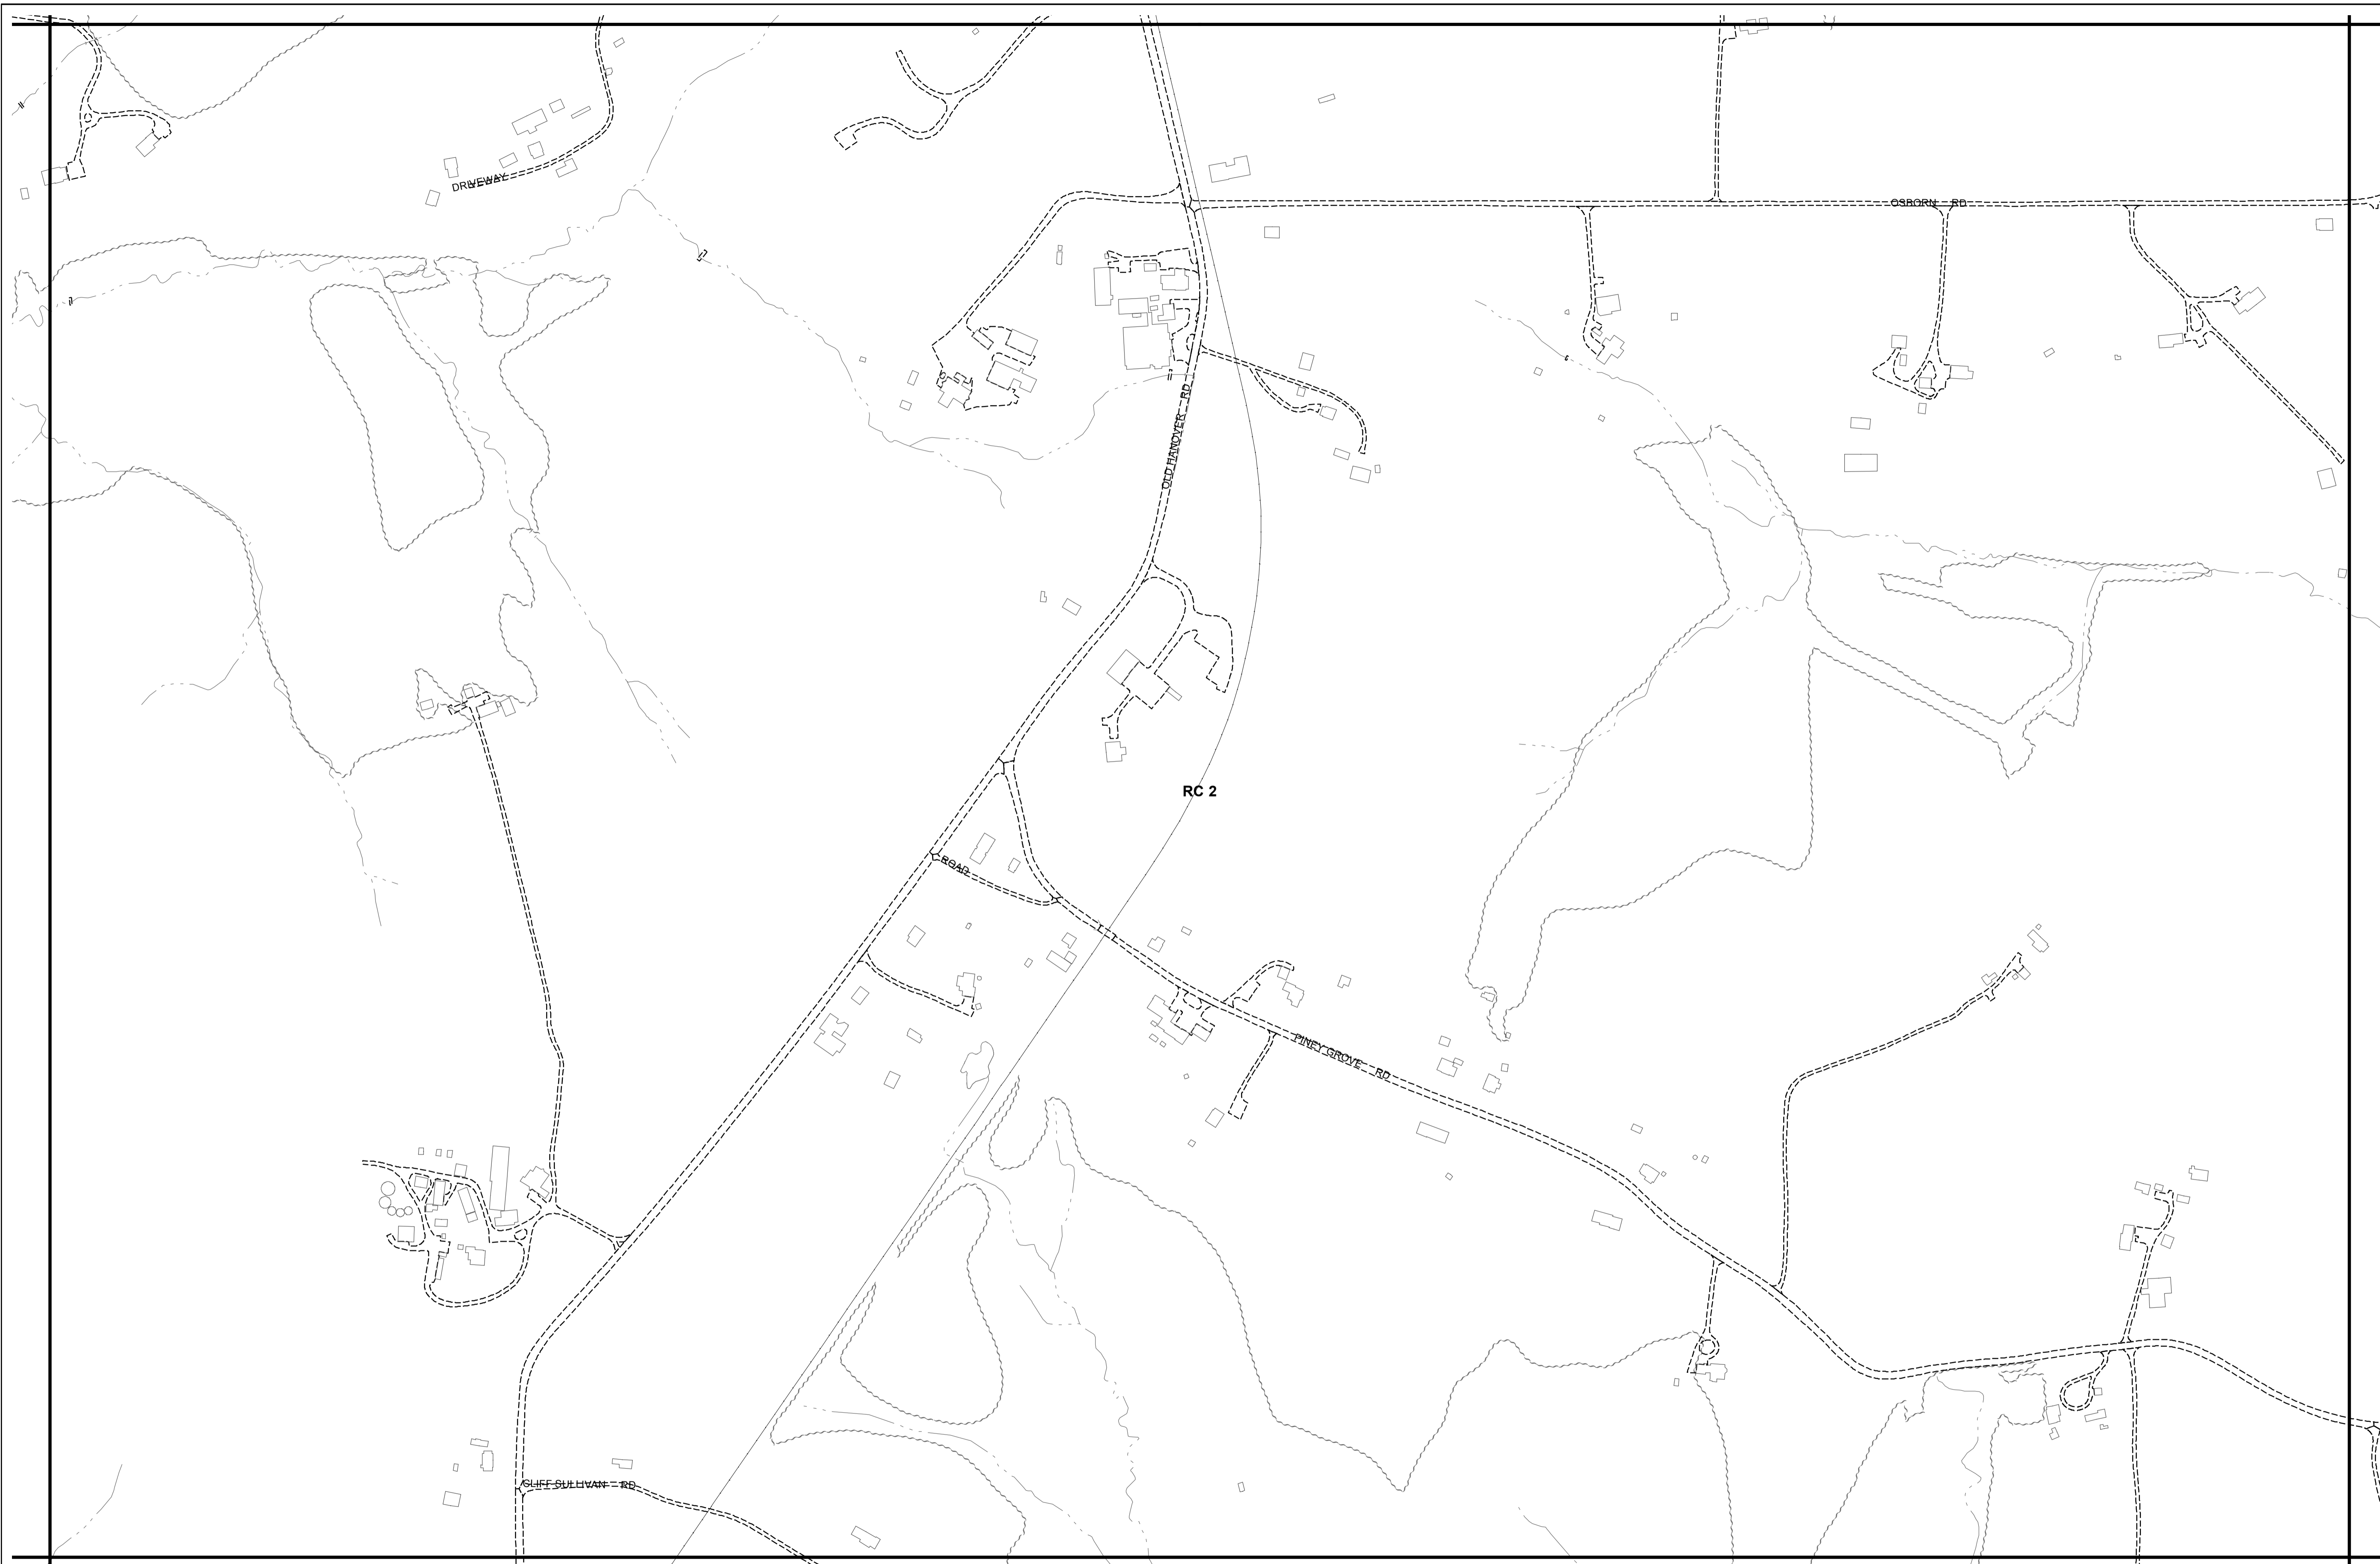 DRIVEWAY
OSBORN RD
OLD HANOVER RD
RC 2
ROAD
PINEY GROVE RD
CLIFF SULLIVAN RD